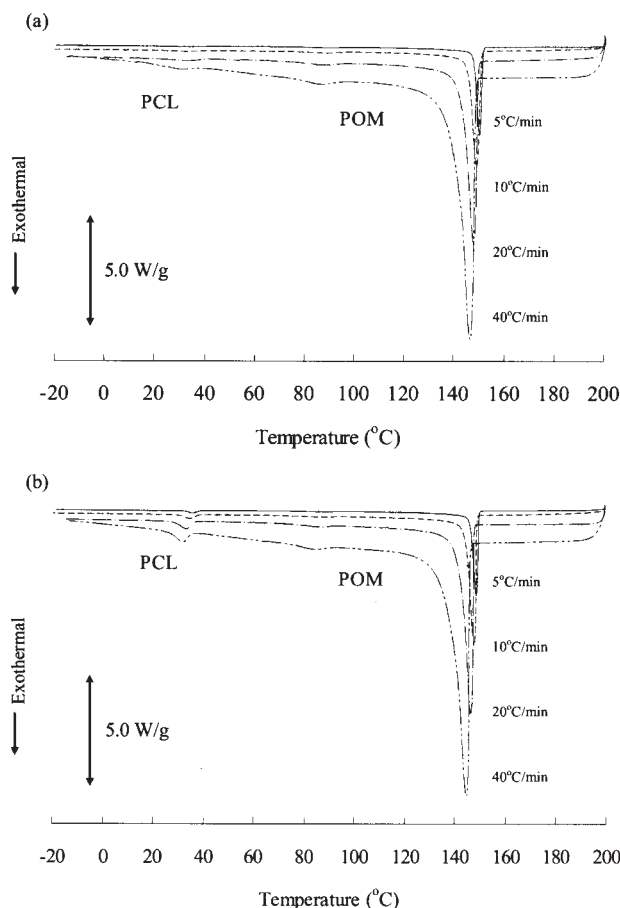 (a)
PCL
POM
5°C/min
10°C/min
20°C/min
40°C/min
Exothermal
5.0 W/g
-20 0 20 40 60 80 100 120 140 160 180 200
Temperature (°C)
(b)
PCL
POM
5°C/min
10°C/min
20°C/min
40°C/min
Exothermal
5.0 W/g
-20 0 20 40 60 80 100 120 140 160 180 200
Temperature (°C)